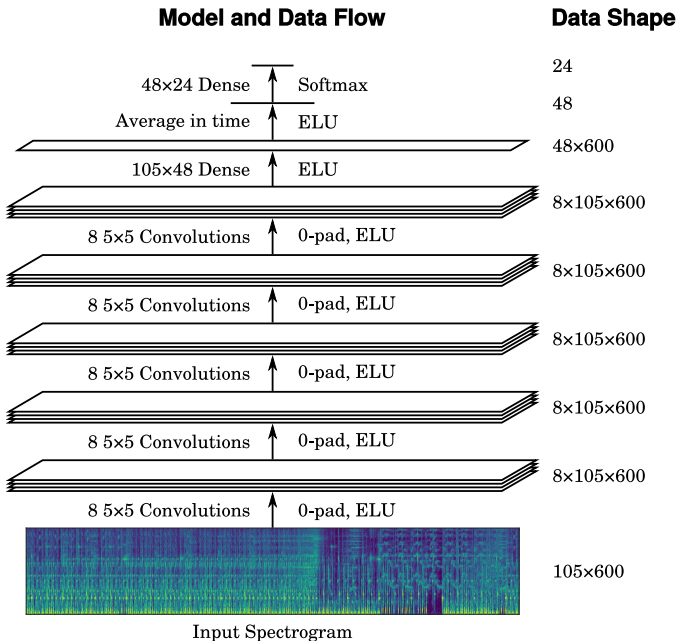 Model and Data Flow Data Shape
24
48×24 Dense Softmax
48
Average in time ELU
48×600
105×48 Dense ELU
8×105×600
8 5×5 Convolutions 0-pad, ELU
8×105×600
8 5×5 Convolutions 0-pad, ELU
8×105×600
8 5×5 Convolutions 0-pad, ELU
8×105×600
8 5×5 Convolutions 0-pad, ELU
8×105×600
8 5×5 Convolutions 0-pad, ELU
105×600
Input Spectrogram